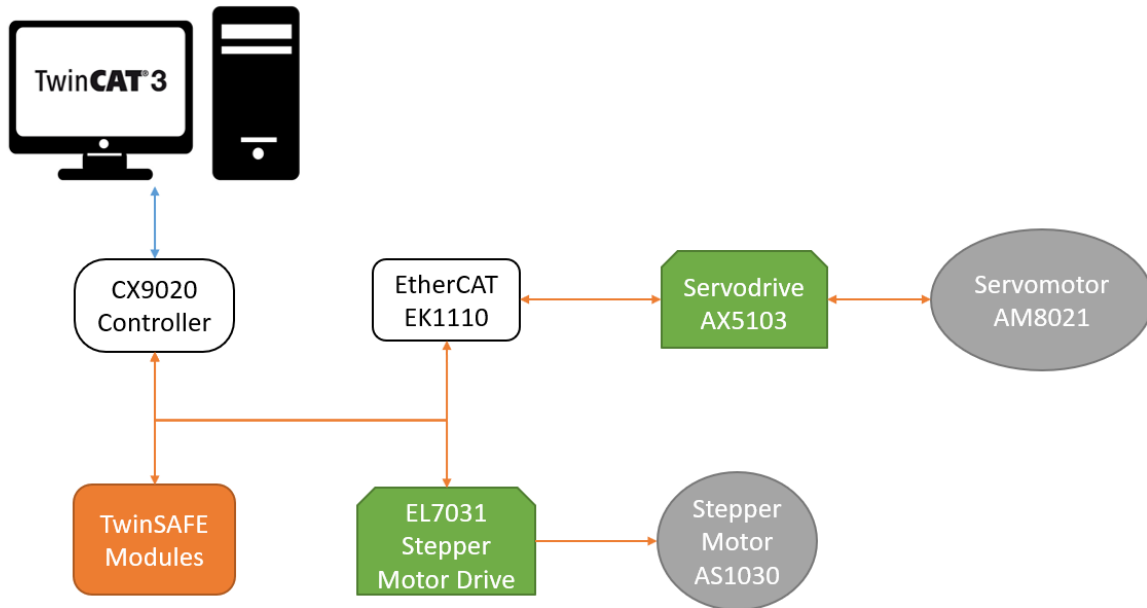 TwinCAT® 3
CX9020
Controller
EtherCAT
EK1110
Servodrive
AX5103
Servomotor
AM8021
TwinSAFE
Modules
EL7031
Stepper
Motor Drive
Stepper
Motor
AS1030